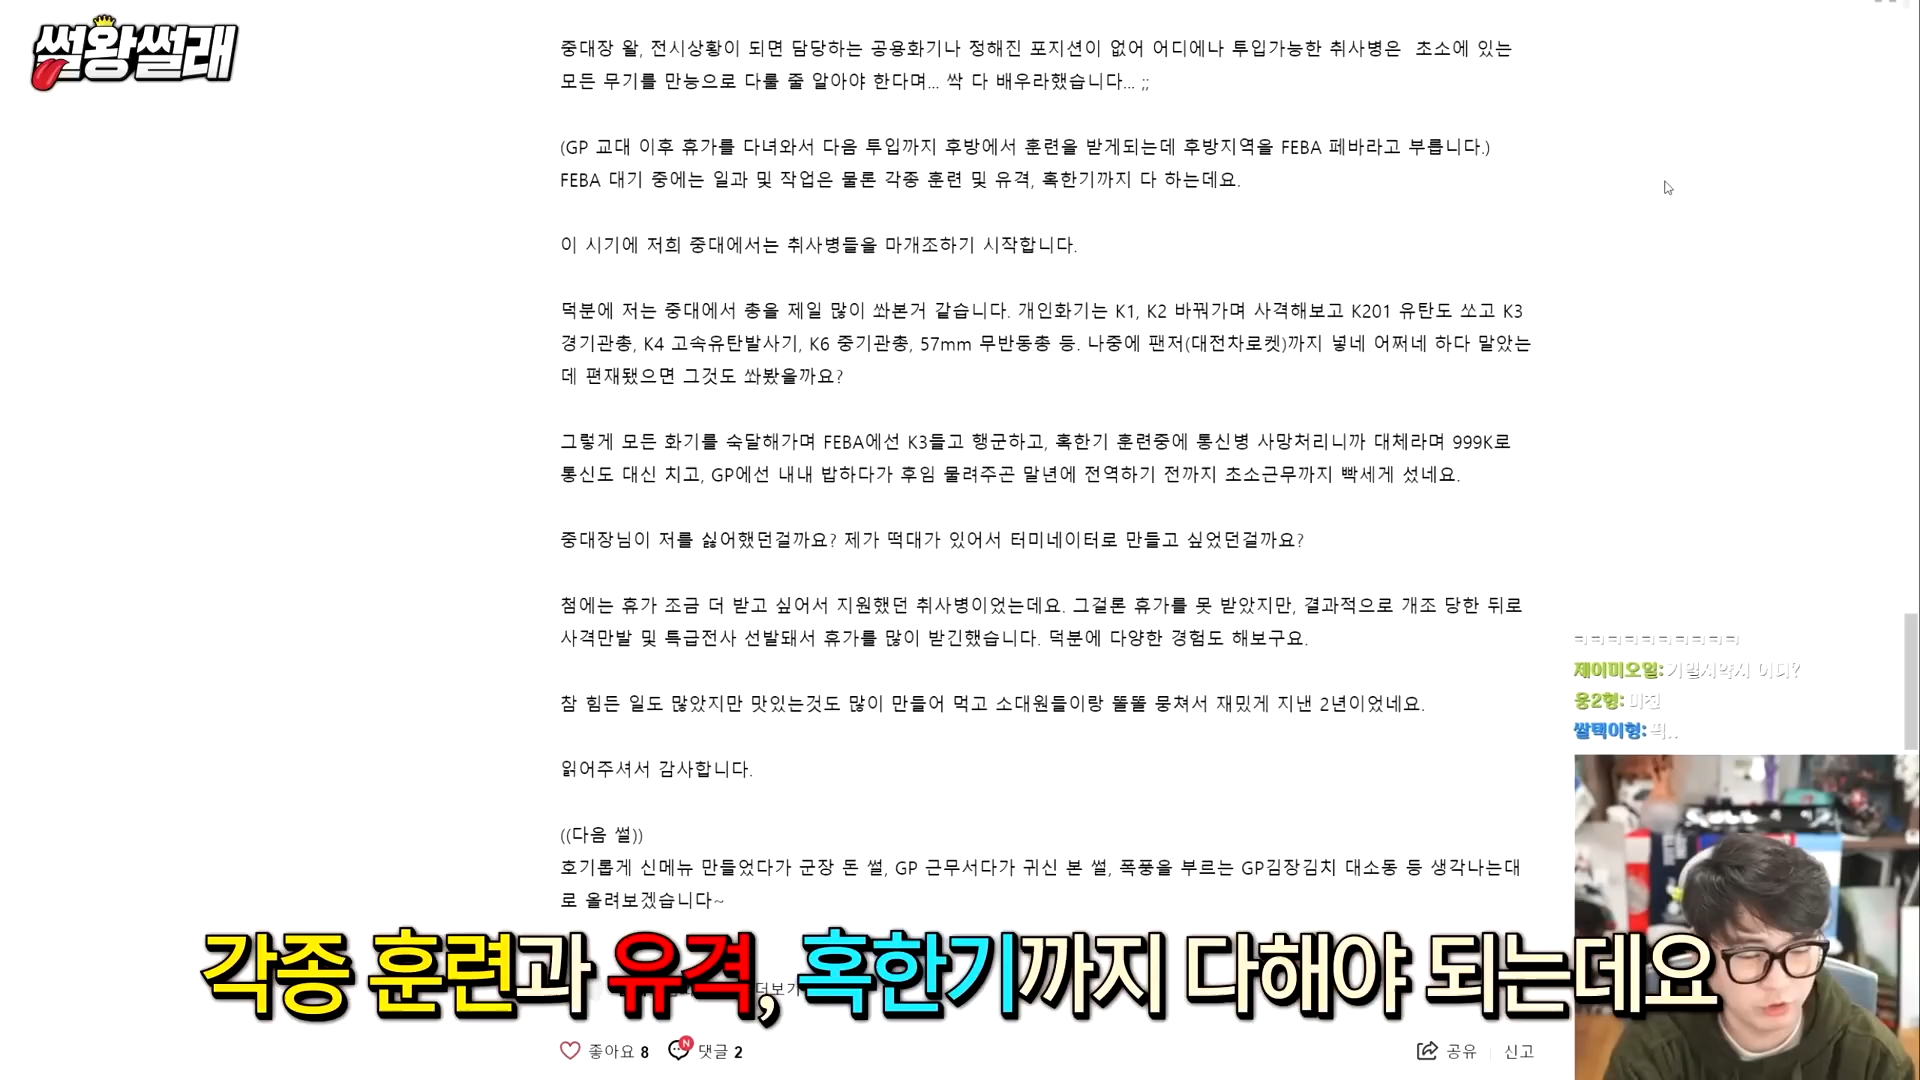 썰왕썰래
중대장 왈, 전시상황이 되면 담당하는 공용화기나 정해진 포지션이 없어 어디에나 투입가능한 취사병은 초소에 있는
모든 무기를 만능으로 다룰 줄 알아야 한다며... 싹 다 배우라했습니다... ;;
(GP 교대 이후 휴가를 다녀와서 다음 투입까지 후방에서 훈련을 받게되는데 후방지역을 FEBA 페바라고 부릅니다.)
FEBA 대기 중에는 일과 및 작업은 물론 각종 훈련 및 유격, 혹한기까지 다 하는데요.
이 시기에 저희 중대에서는 취사병들을 마개조하기 시작합니다.
덕분에 저는 중대에서 총을 제일 많이 쏴본거 같습니다. 개인화기는 K1, K2 바꿔가며 사격해보고 K201 유탄도 쏘고 K3
경기관총, K4 고속유탄발사기, K6 중기관총, 57mm 무반동총 등. 나중에 팬저(대전차로켓)까지 넣네 어쩌네 하다 말았는
데 편재됐으면 그것도 쏴봤을까요?
그렇게 모든 화기를 숙달해가며 FEBA에선 K3들고 행군하고, 혹한기 훈련중에 통신병 사망처리니까 대체라며 999K로
통신도 대신 치고, GP에선 내내 밥하다가 후임 물려주곤 말년에 전역하기 전까지 초소근무까지 빡세게 섰네요.
중대장님이 저를 싫어했던걸까요? 제가 떡대가 있어서 터미네이터로 만들고 싶었던걸까요?
첨에는 휴가 조금 더 받고 싶어서 지원했던 취사병이었는데요. 그걸론 휴가를 못 받았지만, 결과적으로 개조 당한 뒤로
사격만발 및 특급전사 선발돼서 휴가를 많이 받긴했습니다. 덕분에 다양한 경험도 해보구요.
참 힘든 일도 많았지만 맛있는것도 많이 만들어 먹고 소대원들이랑 똘똘 뭉쳐서 재밌게 지낸 2년이었네요.
읽어주셔서 감사합니다.
((다음 썰))
호기롭게 신메뉴 만들었다가 군장 돈 썰, GP 근무서다가 귀신 본 썰, 폭풍을 부르는 GP김장김치 대소동 등 생각나는대
로 올려보겠습니다~
ㅋㅋㅋㅋㅋㅋㅋㅋㅋㅋ
제이미오얼:
웅2형: 미친
쌀택이형: 퍽..
더보기
각종 훈련과 유격, 혹한기까지 다해야 되는데요
좋아요 8 N 댓글 2 공유 신고